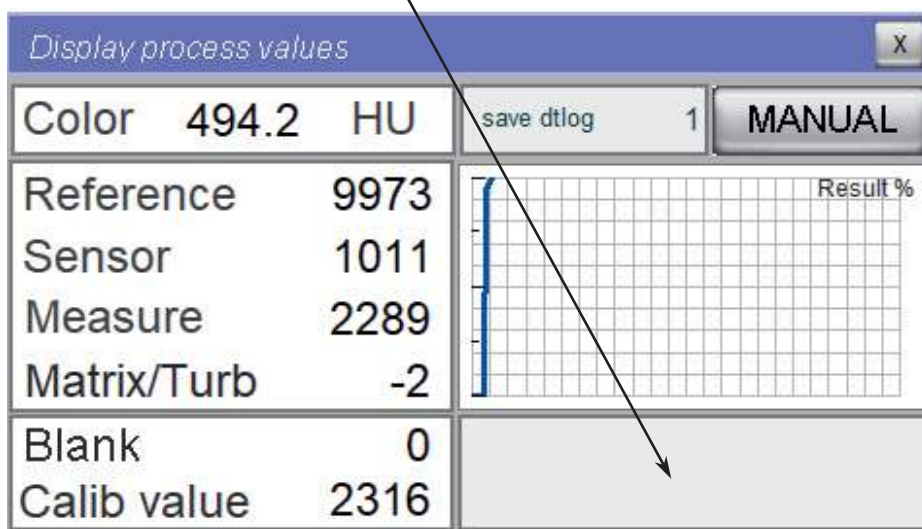 Display process values X
Color 494.2 HU save dtlog 1 MANUAL
Reference 9973
Sensor 1011
Measure 2289
Matrix/Turb -2
Result %
Blank 0
Calib value 2316